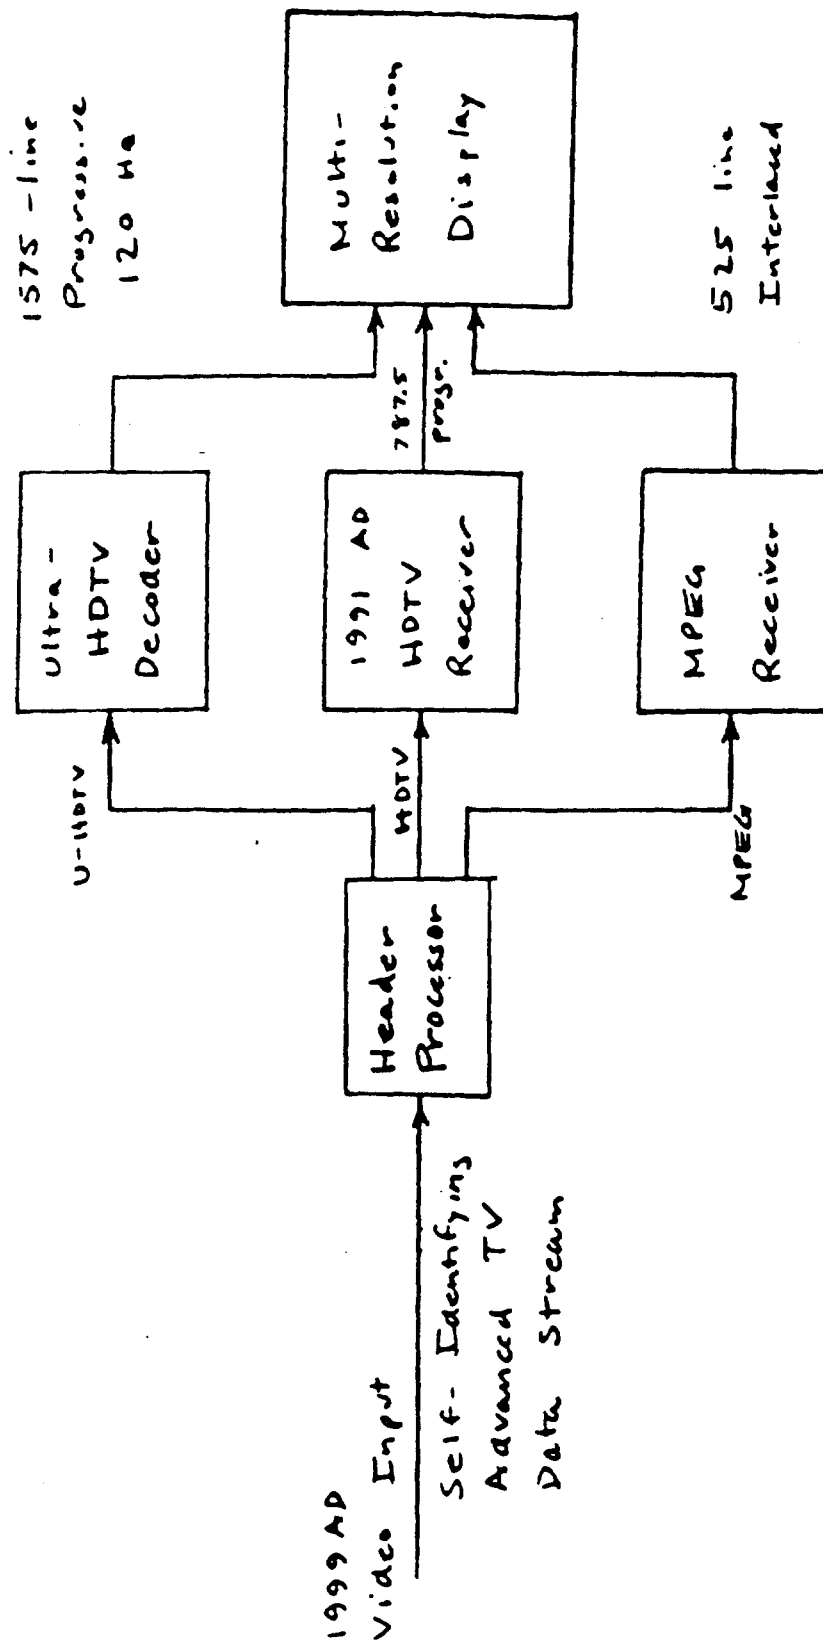 1999 AD
Video Input
Self-Identifying
Advanced TV
Data Stream
Header
Processor
U-HDTV
HDTV
MPEG
Ultra-
HDTV
Decoder
1991 AD
HDTV
Receiver
MPEG
Receiver
787.5
progr.
1575-line
Progressive
120 Hz
Multi-
Resolution
Display
525 line
Interlaced